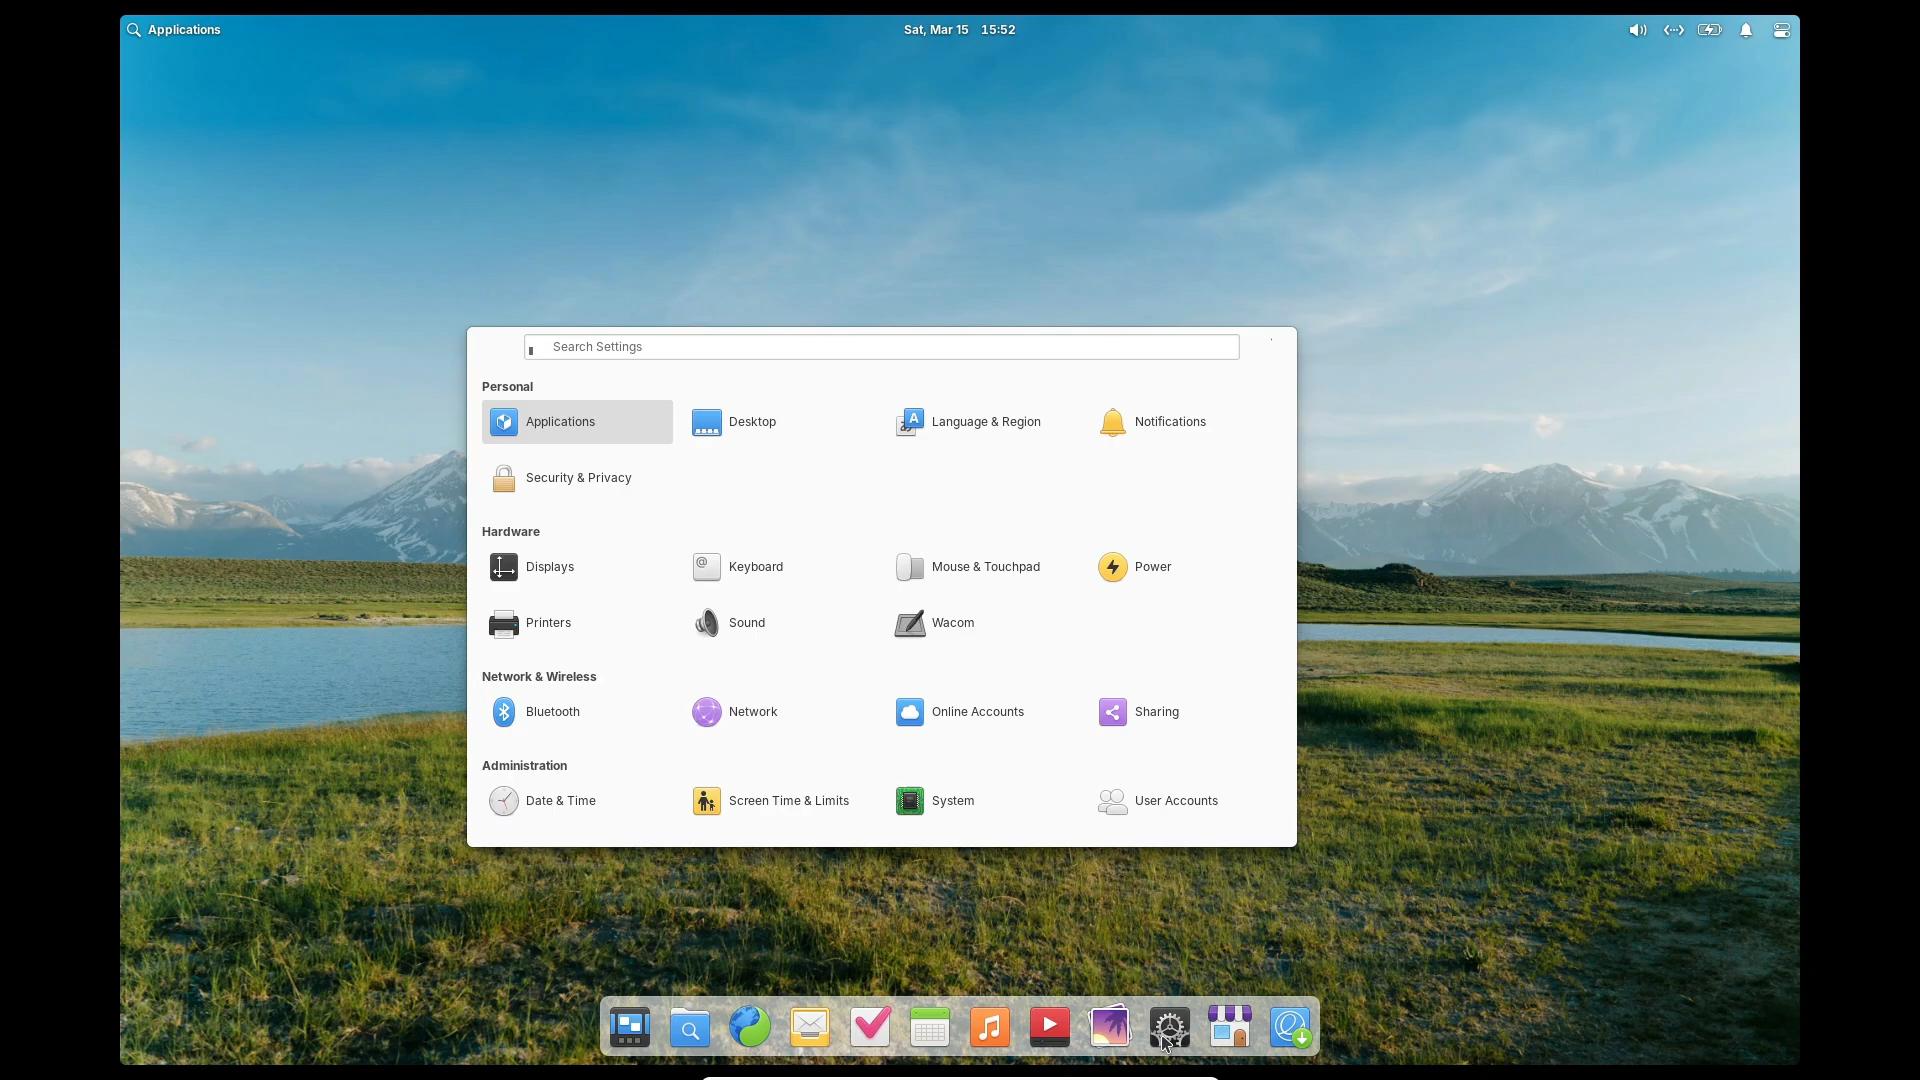 Applications
Sat, Mar 15 15:52
Search Settings
Personal
Applications
Desktop
Language & Region
Notifications
Security & Privacy
Hardware
Displays
Keyboard
Mouse & Touchpad
Power
Printers
Sound
Wacom
Network & Wireless
Bluetooth
Network
Online Accounts
Sharing
Administration
Date & Time
Screen Time & Limits
System
User Accounts